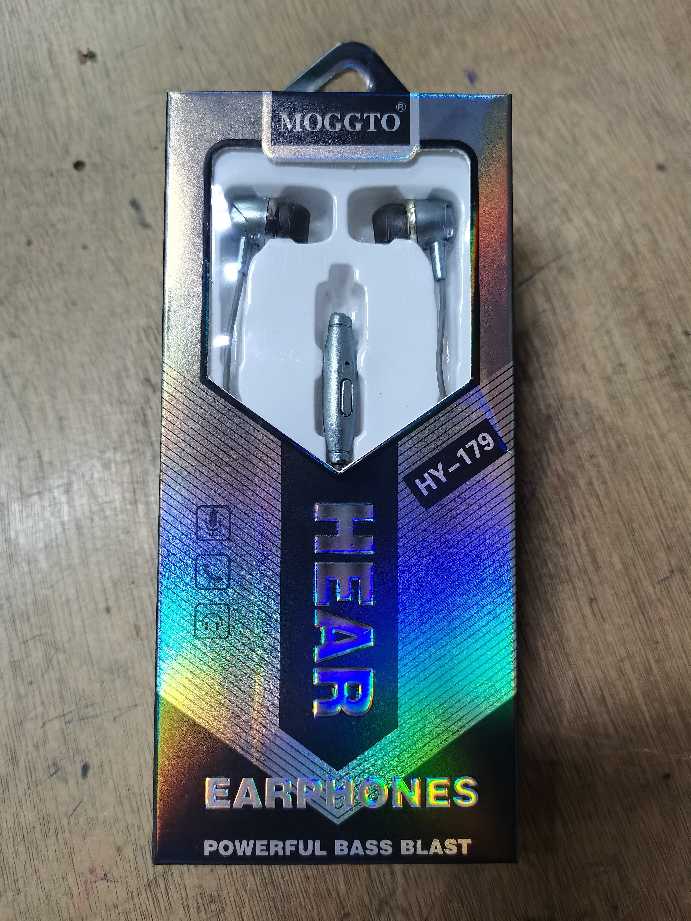 MOGGTO®
HY-179
HEAR
EARPHONES
POWERFUL BASS BLAST